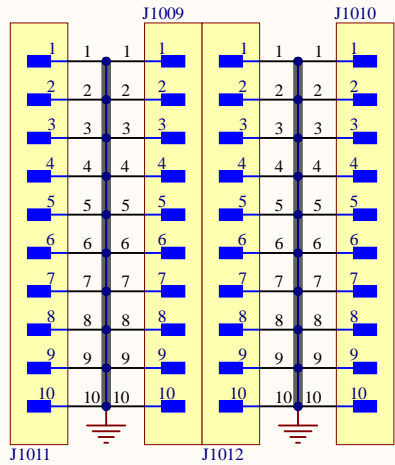 J1009 J1010
1 1 1 1 1 1 1 1
2 2 2 2 2 2 2 2
3 3 3 3 3 3 3 3
4 4 4 4 4 4 4 4
5 5 5 5 5 5 5 5
6 6 6 6 6 6 6 6
7 7 7 7 7 7 7 7
8 8 8 8 8 8 8 8
9 9 9 9 9 9 9 9
10 10 10 10 10 10 10 10
J1011 J1012